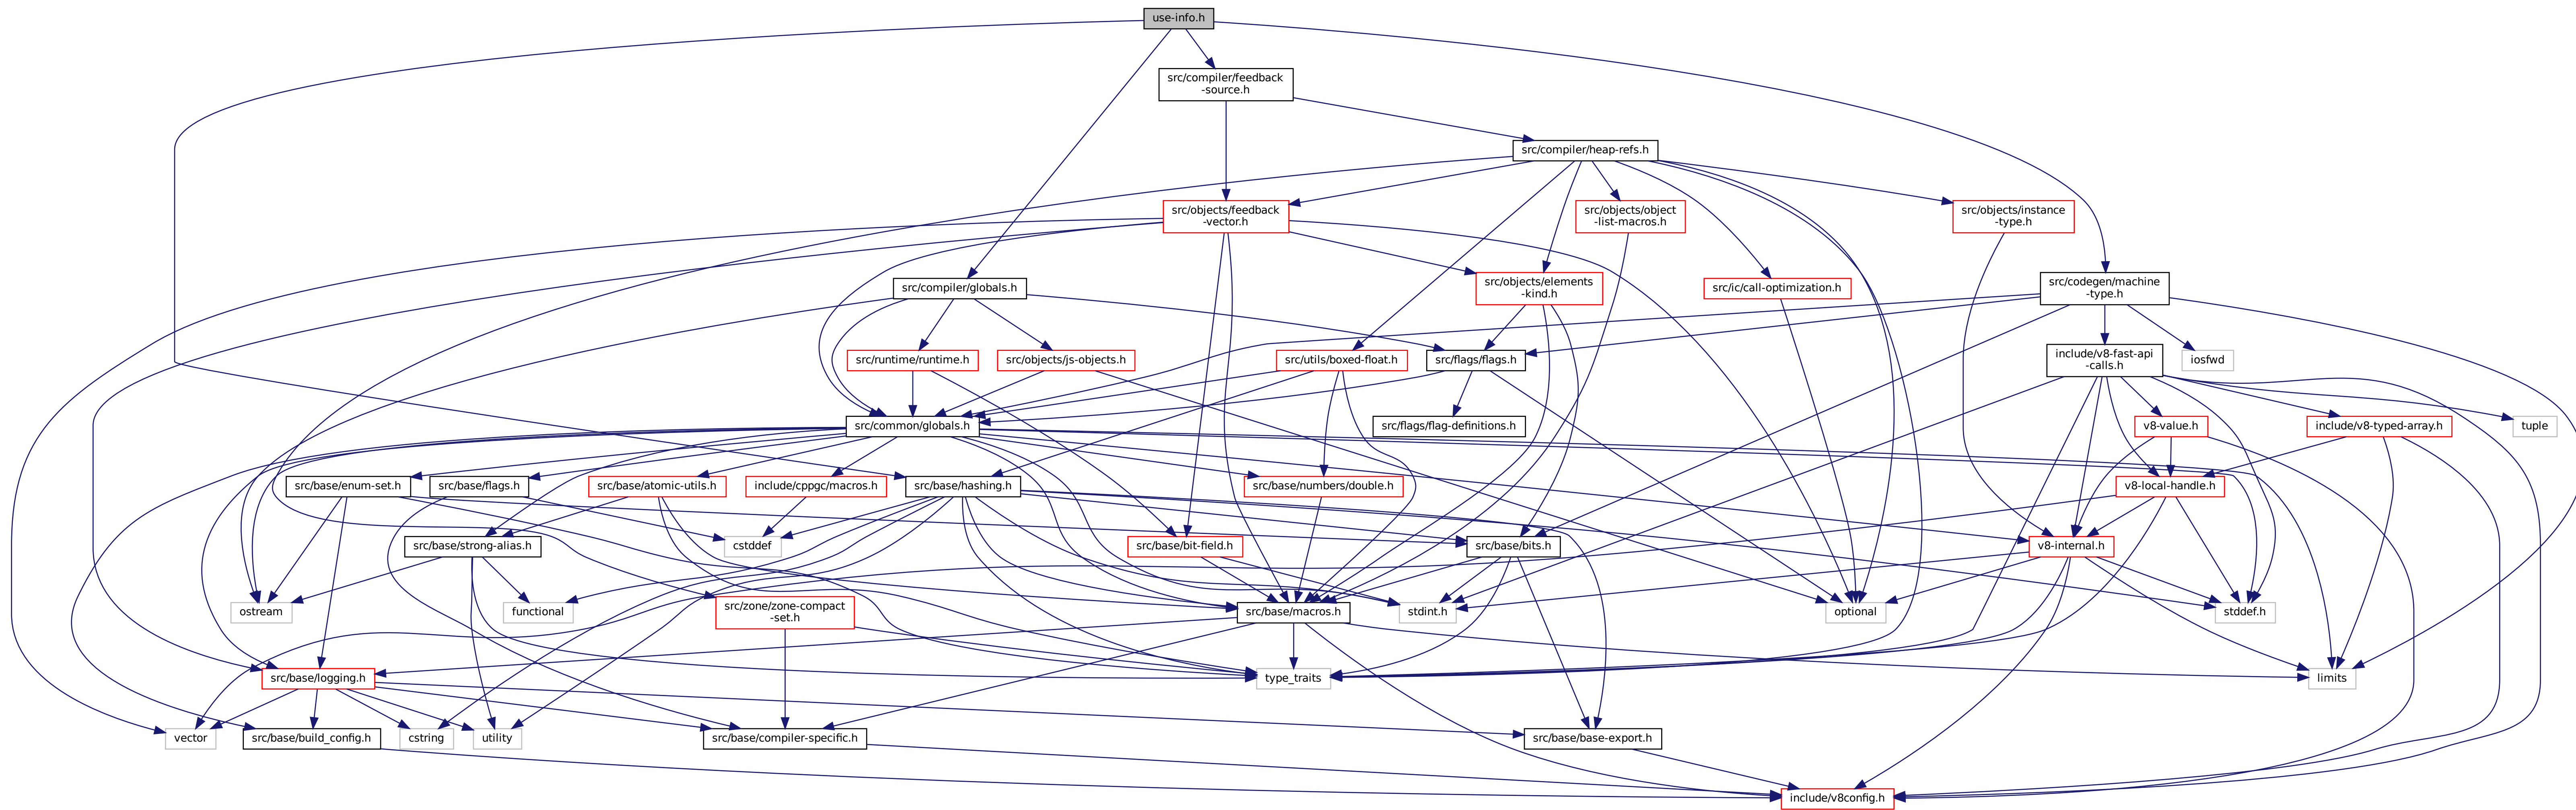 use-info.h
src/compiler/feedback
-source.h
src/compiler/heap-refs.h
src/objects/feedback
-vector.h
src/objects/object
-list-macros.h
src/objects/instance
-type.h
src/compiler/globals.h
src/objects/elements
-kind.h
src/ic/call-optimization.h
src/codegen/machine
-type.h
src/runtime/runtime.h
src/objects/js-objects.h
src/utils/boxed-float.h
src/flags/flags.h
include/v8-fast-api
-calls.h
iosfwd
src/common/globals.h
src/flags/flag-definitions.h
v8-value.h
include/v8-typed-array.h
tuple
src/base/enum-set.h
src/base/flags.h
src/base/atomic-utils.h
include/cppgc/macros.h
src/base/hashing.h
src/base/numbers/double.h
v8-local-handle.h
src/base/strong-alias.h
cstddef
src/base/bit-field.h
src/base/bits.h
v8-internal.h
ostream
functional
src/zone/zone-compact
-set.h
src/base/macros.h
stdint.h
optional
stddef.h
src/base/logging.h
type_traits
limits
vector
src/base/build_config.h
cstring
utility
src/base/compiler-specific.h
src/base/base-export.h
include/v8config.h